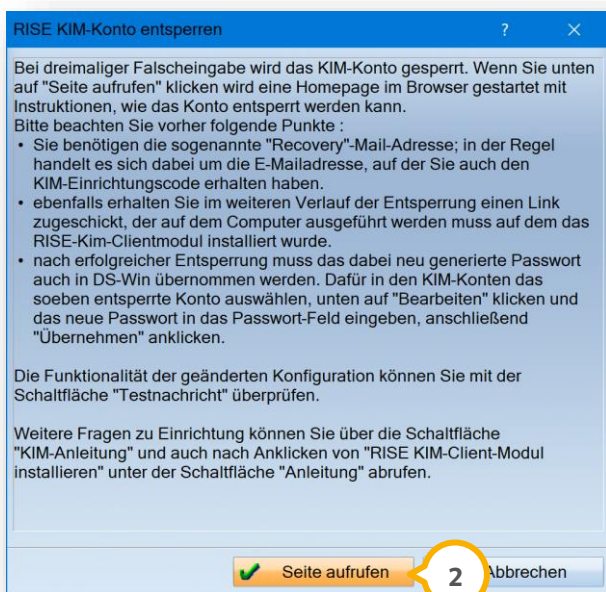 RISE KIM-Konto entsperren ? ×
Bei dreimaliger Falscheingabe wird das KIM-Konto gesperrt. Wenn Sie unten
auf "Seite aufrufen" klicken wird eine Homepage im Browser gestartet mit
Instruktionen, wie das Konto entsperrt werden kann.
Bitte beachten Sie vorher folgende Punkte :
• Sie benötigen die sogenannte "Recovery"-Mail-Adresse; in der Regel
handelt es sich dabei um die E-Mailadresse, auf der Sie auch den
KIM-Einrichtungscode erhalten haben.
• ebenfalls erhalten Sie im weiteren Verlauf der Entsperrung einen Link
zugeschickt, der auf dem Computer ausgeführt werden muss auf dem das
RISE-Kim-Clientmodul installiert wurde.
• nach erfolgreicher Entsperrung muss das dabei neu generierte Passwort
auch in DS-Win übernommen werden. Dafür in den KIM-Konten das
soeben entsperrte Konto auswählen, unten auf "Bearbeiten" klicken und
das neue Passwort in das Passwort-Feld eingeben, anschließend
"Übernehmen" anklicken.
Die Funktionalität der geänderten Konfiguration können Sie mit der
Schaltfläche "Testnachricht" überprüfen.
Weitere Fragen zu Einrichtung können Sie über die Schaltfläche
"KIM-Anleitung" und auch nach Anklicken von "RISE KIM-Client-Modul
installieren" unter der Schaltfläche "Anleitung" abrufen.
Seite aufrufen 2 Abbrechen